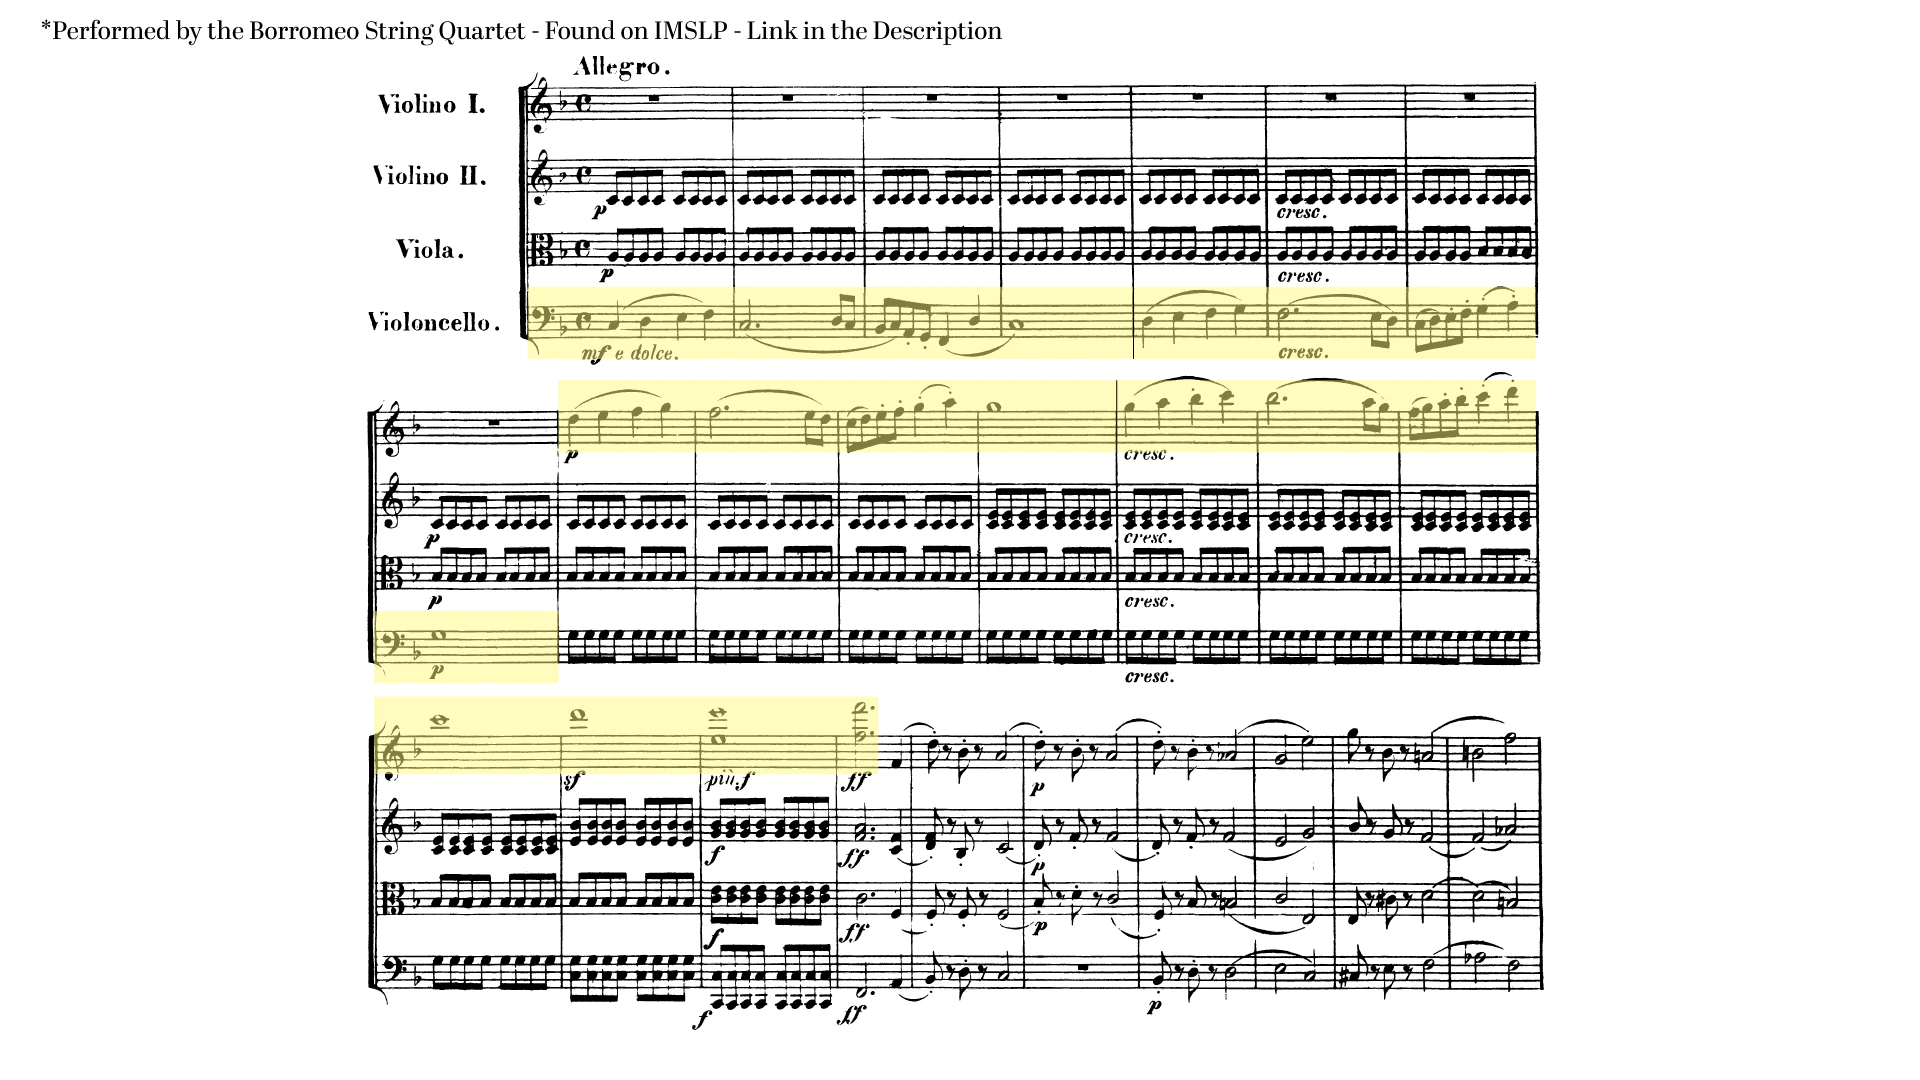 *Performed by the Borromeo String Quartet - Found on IMSLP - Link in the Description
Allegro.
Violino I.
Violino II.
p
cresc.
Viola.
p
cresc.
Violoncello.
mf e dolce.
cresc.
p
cresc.
p
cresc.
p
cresc.
p
cresc.
sf
più f
ff
p
f
ff
p
f
ff
p
f
ff
p